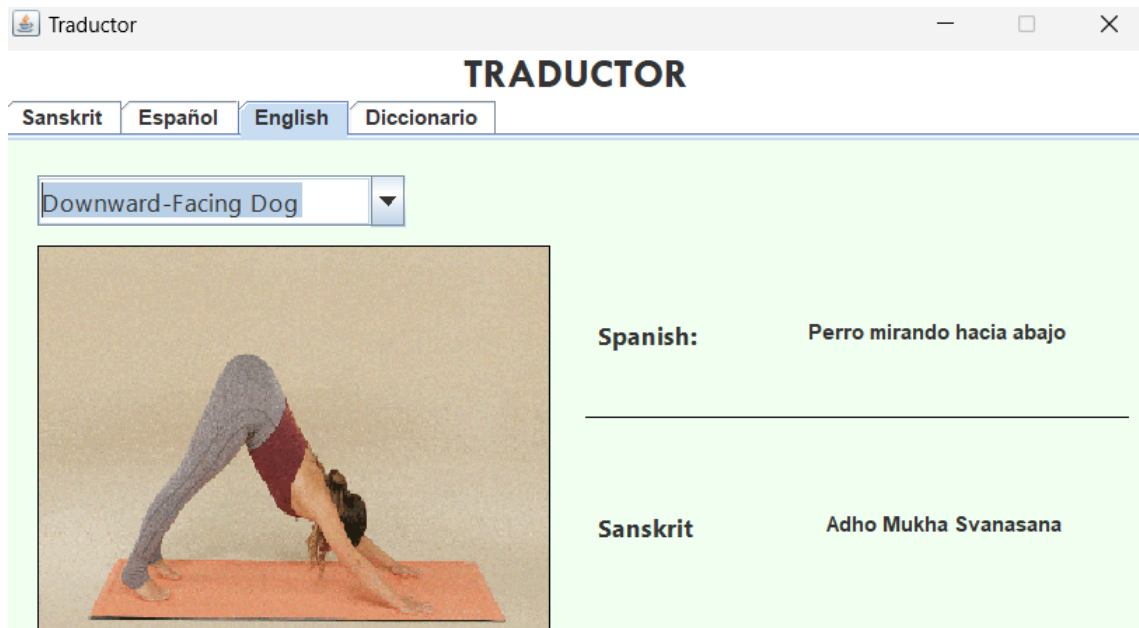 Traductor
TRADUCTOR
Sanskrit Español English Diccionario
Downward-Facing Dog
Spanish: Perro mirando hacia abajo
Sanskrit Adho Mukha Svanasana